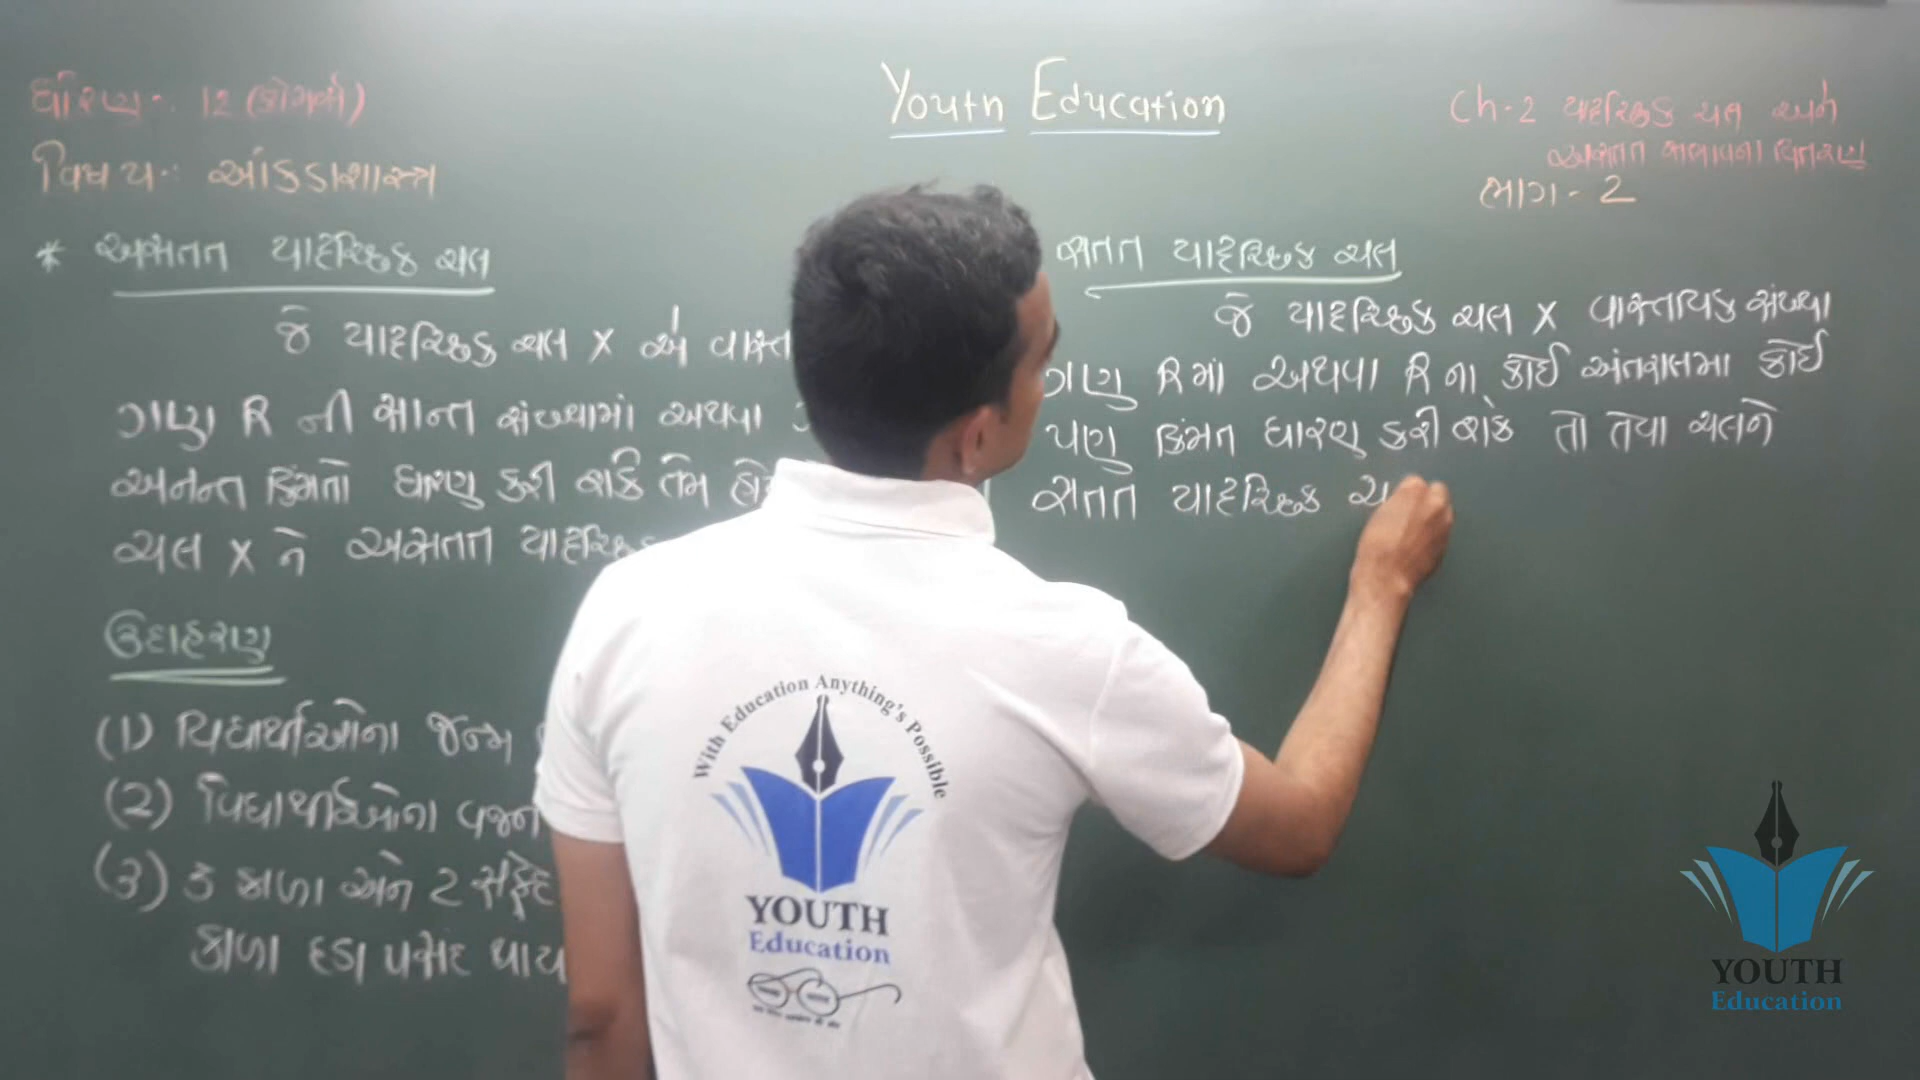 Youth Education
ધોરણ :- 12 (કોમર્સ)
વિષય :- આંકડાશાસ્ત્ર
Ch-2 યાદચ્છિક ચલ અને
અસતત સંભાવના વિતરણ
ભાગ - 2
* અસતત યાદચ્છિક ચલ
જે યાદચ્છિક ચલ X એ
ગણ R ની સાન્ત સંખ્યામાં અથવા
અનન્ત કિંમતો ધારણ કરી શકે તેમ
ચલ X ને અસતત
ઉદાહરણ
(1) વિદ્યાર્થીઓના જન્મ
(2) વિદ્યાર્થીઓના વજન
(3) 3 કાળા અને 2 સફેદ
કાળા દડા પસંદ થાય
સતત યાદચ્છિક ચલ
જે યાદચ્છિક ચલ X વાસ્તવિક સંખ્યા
ગણ R માં અથવા R ના કોઈ અંતરાલમા કોઈ
પણ કિંમત ધારણ કરી શકે તો તેવા ચલને
સતત યાદચ્છિક ચ
With Education Anything's Possible
YOUTH
Education
YOUTH
Education